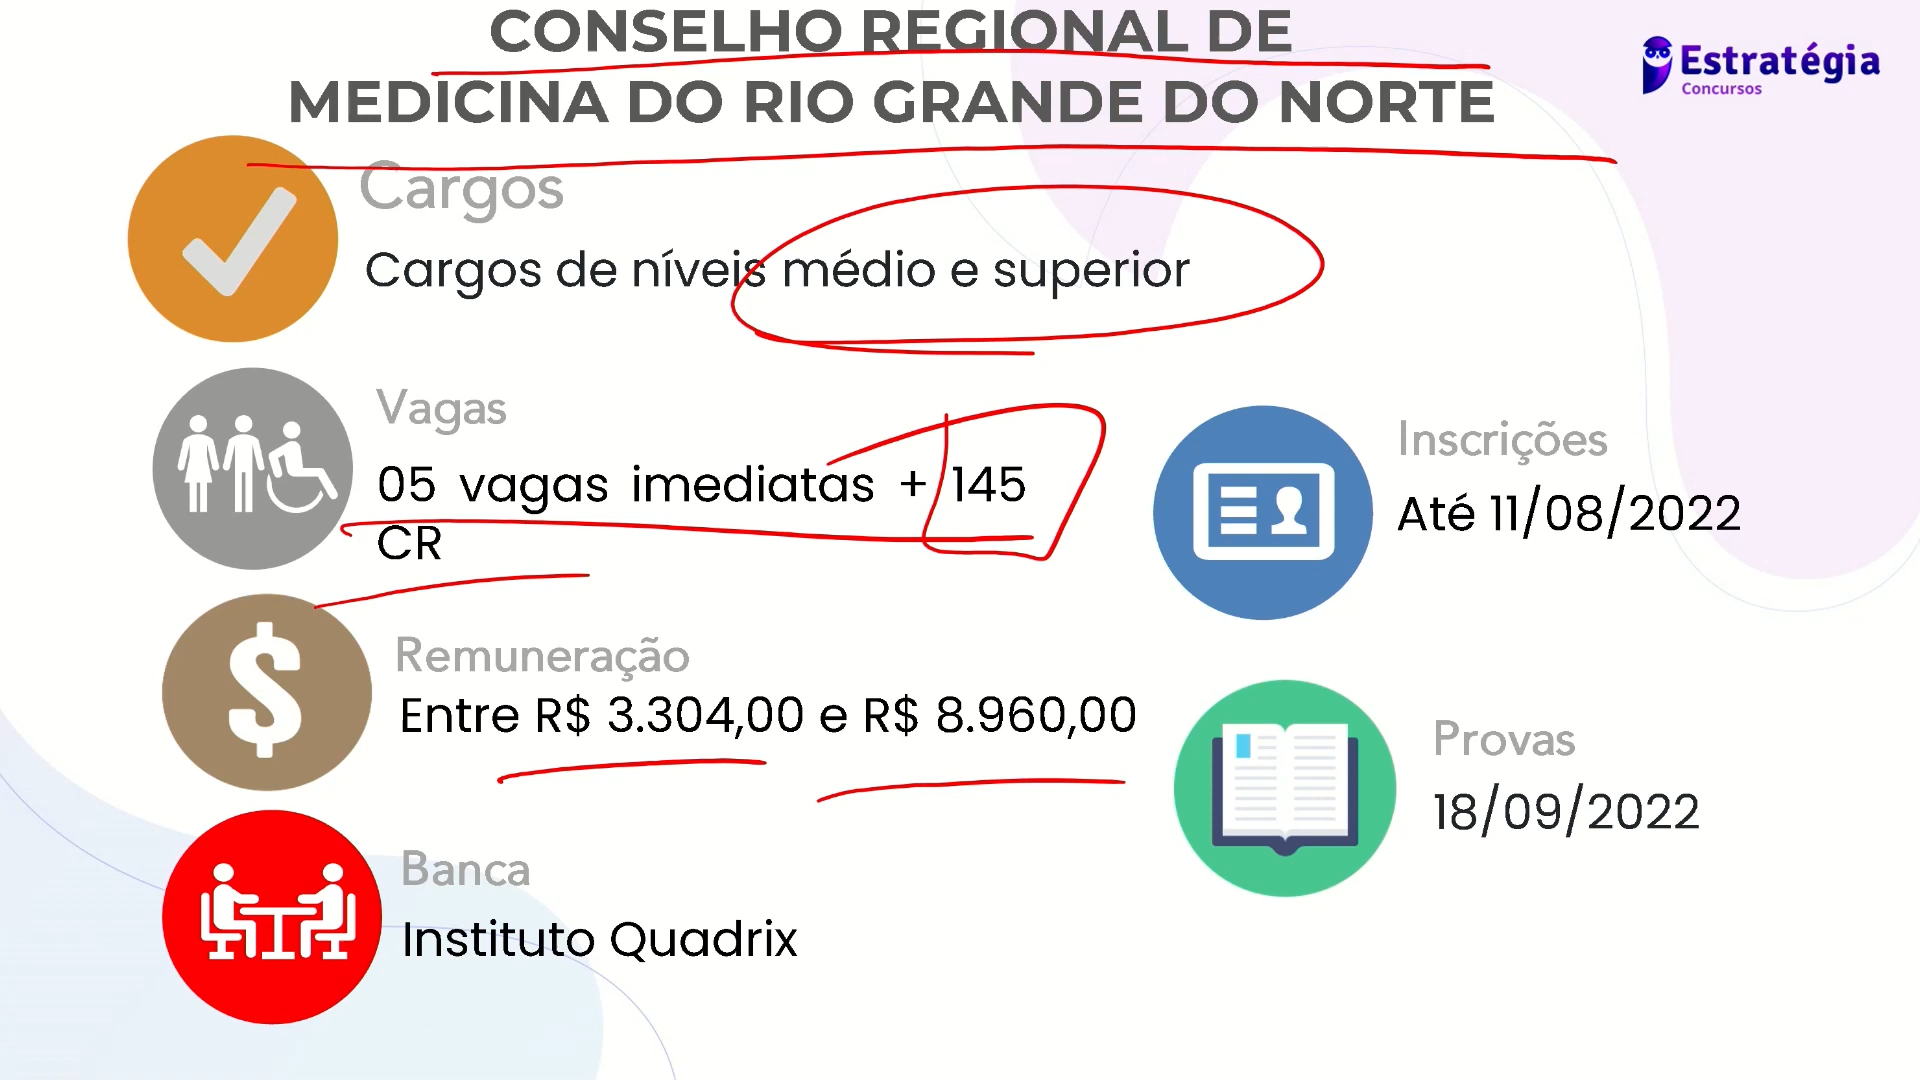 CONSELHO REGIONAL DE
MEDICINA DO RIO GRANDE DO NORTE
Estratégia
Concursos
Cargos
Cargos de níveis médio e superior
Vagas
05 vagas imediatas + 145
CR
Inscrições
Até 11/08/2022
Remuneração
Entre R$ 3.304,00 e R$ 8.960,00
Provas
18/09/2022
Banca
Instituto Quadrix